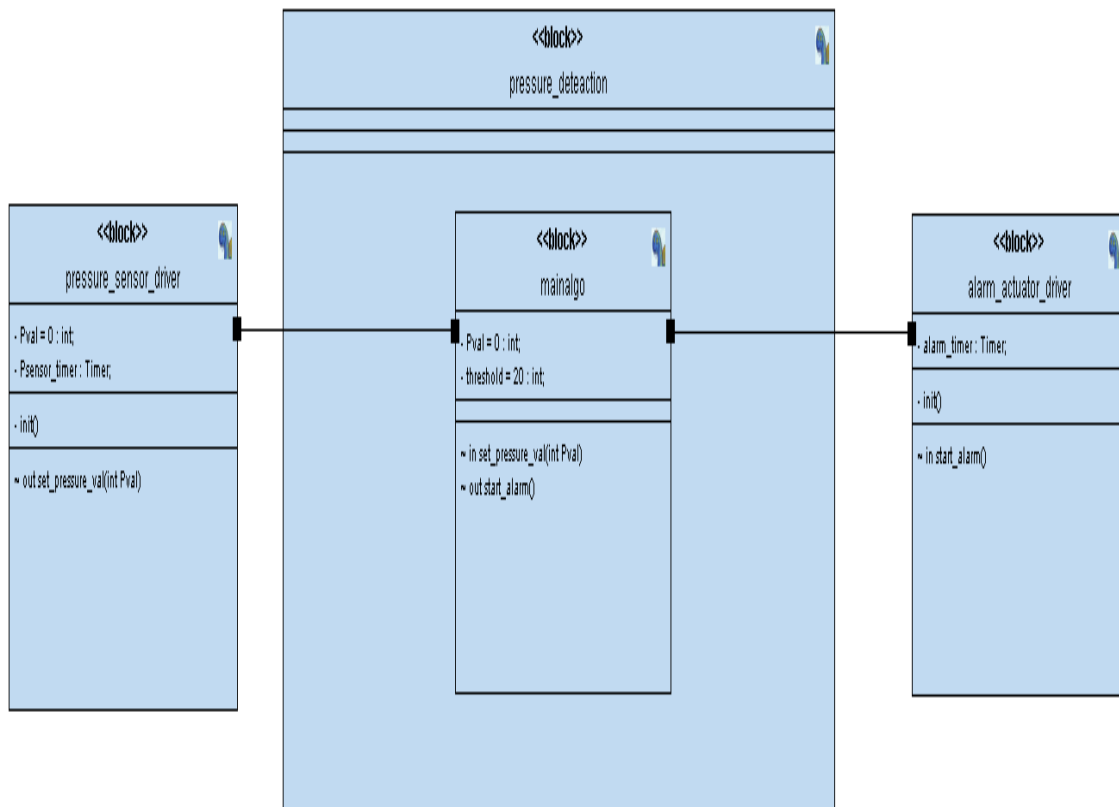 <<block>>
pressure_deteaction
<<block>>
pressure_sensor_driver
- Pval = 0 : int;
- Psensor_timer : Timer;
- init()
~ out set_pressure_val(int Pval)
<<block>>
mainalgo
- Pval = 0 : int;
- threshold = 20 : int;
~ in set_pressure_val(int Pval)
~ out start_alarm()
<<block>>
alarm_actuator_driver
- alarm_timer : Timer;
- init()
~ in start_alarm()